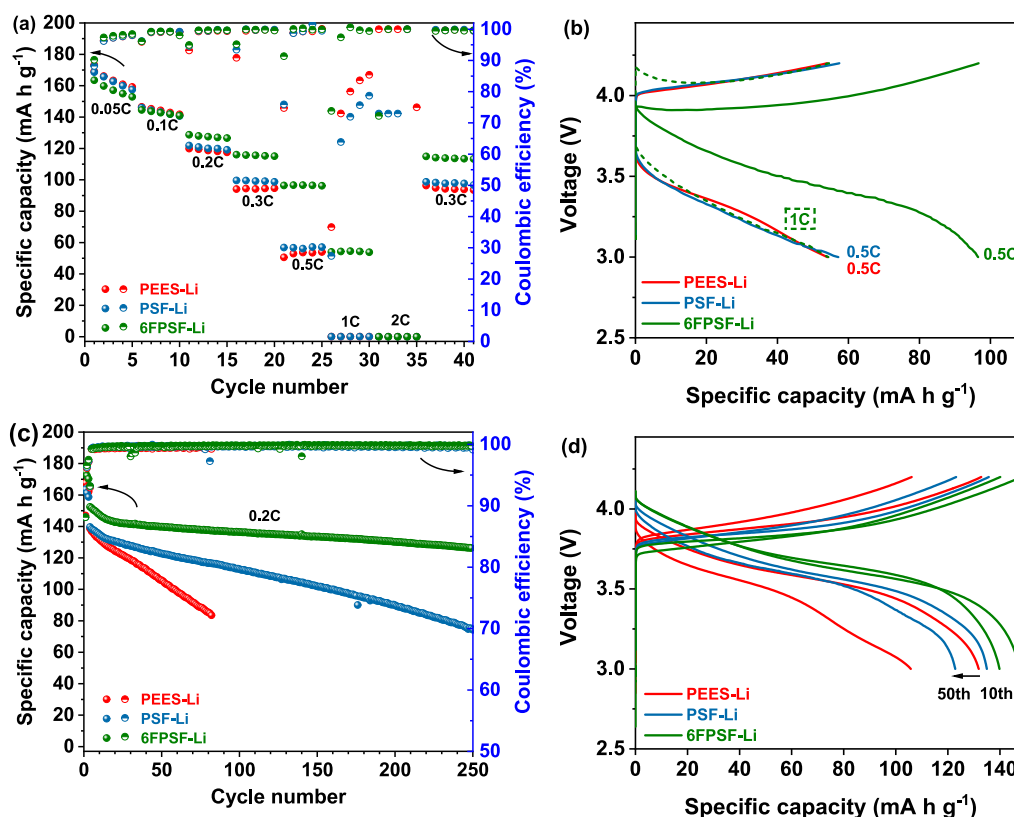 (a)
200
180
160
140
120
100
80
60
40
20
0
Specific capacity (mA h g⁻¹)
100
90
80
70
60
50
40
30
20
10
0
Coulombic efficiency (%)
0.05C
0.1C
0.2C
0.3C
0.5C
1C
2C
0.3C
PEES-Li
PSF-Li
6FPSF-Li
0 5 10 15 20 25 30 35 40
Cycle number
(b)
4.0
3.5
3.0
2.5
Voltage (V)
1C
0.5C
0.5C
0.5C
PEES-Li
PSF-Li
6FPSF-Li
0 20 40 60 80 100
Specific capacity (mA h g⁻¹)
(c)
200
180
160
140
120
100
80
60
40
20
0
Specific capacity (mA h g⁻¹)
100
90
80
70
60
50
Coulombic efficiency (%)
0.2C
PEES-Li
PSF-Li
6FPSF-Li
0 50 100 150 200 250
Cycle number
(d)
4.0
3.5
3.0
2.5
Voltage (V)
50th 10th
PEES-Li
PSF-Li
6FPSF-Li
0 20 40 60 80 100 120 140
Specific capacity (mA h g⁻¹)